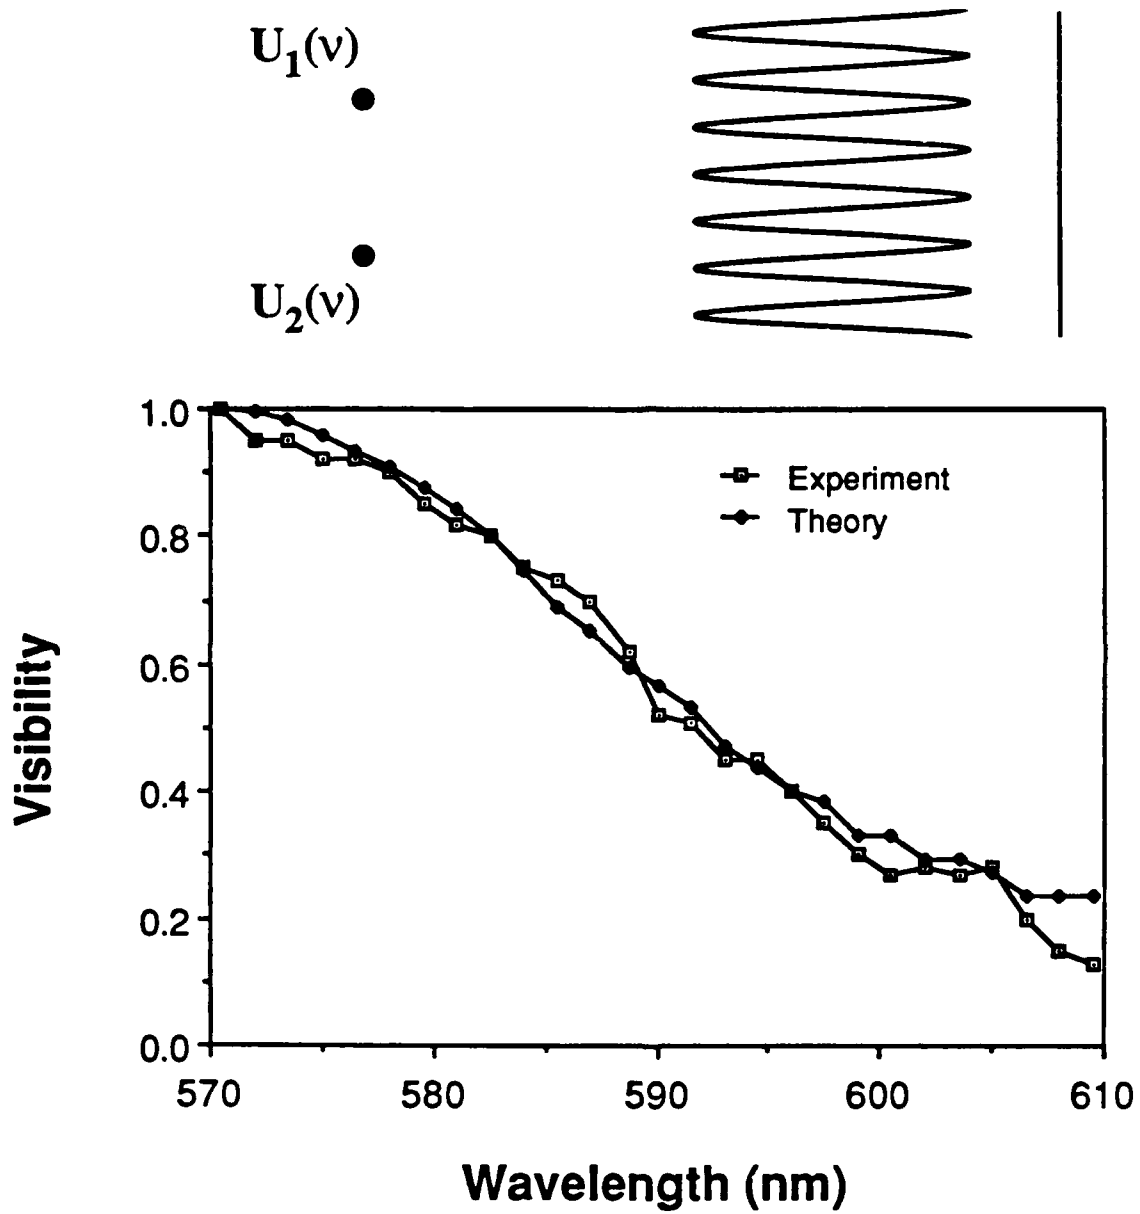 U₁(ν)
U₂(ν)
1.0
0.8
0.6
0.4
0.2
0.0
Visibility
Experiment
Theory
570 580 590 600 610
Wavelength (nm)